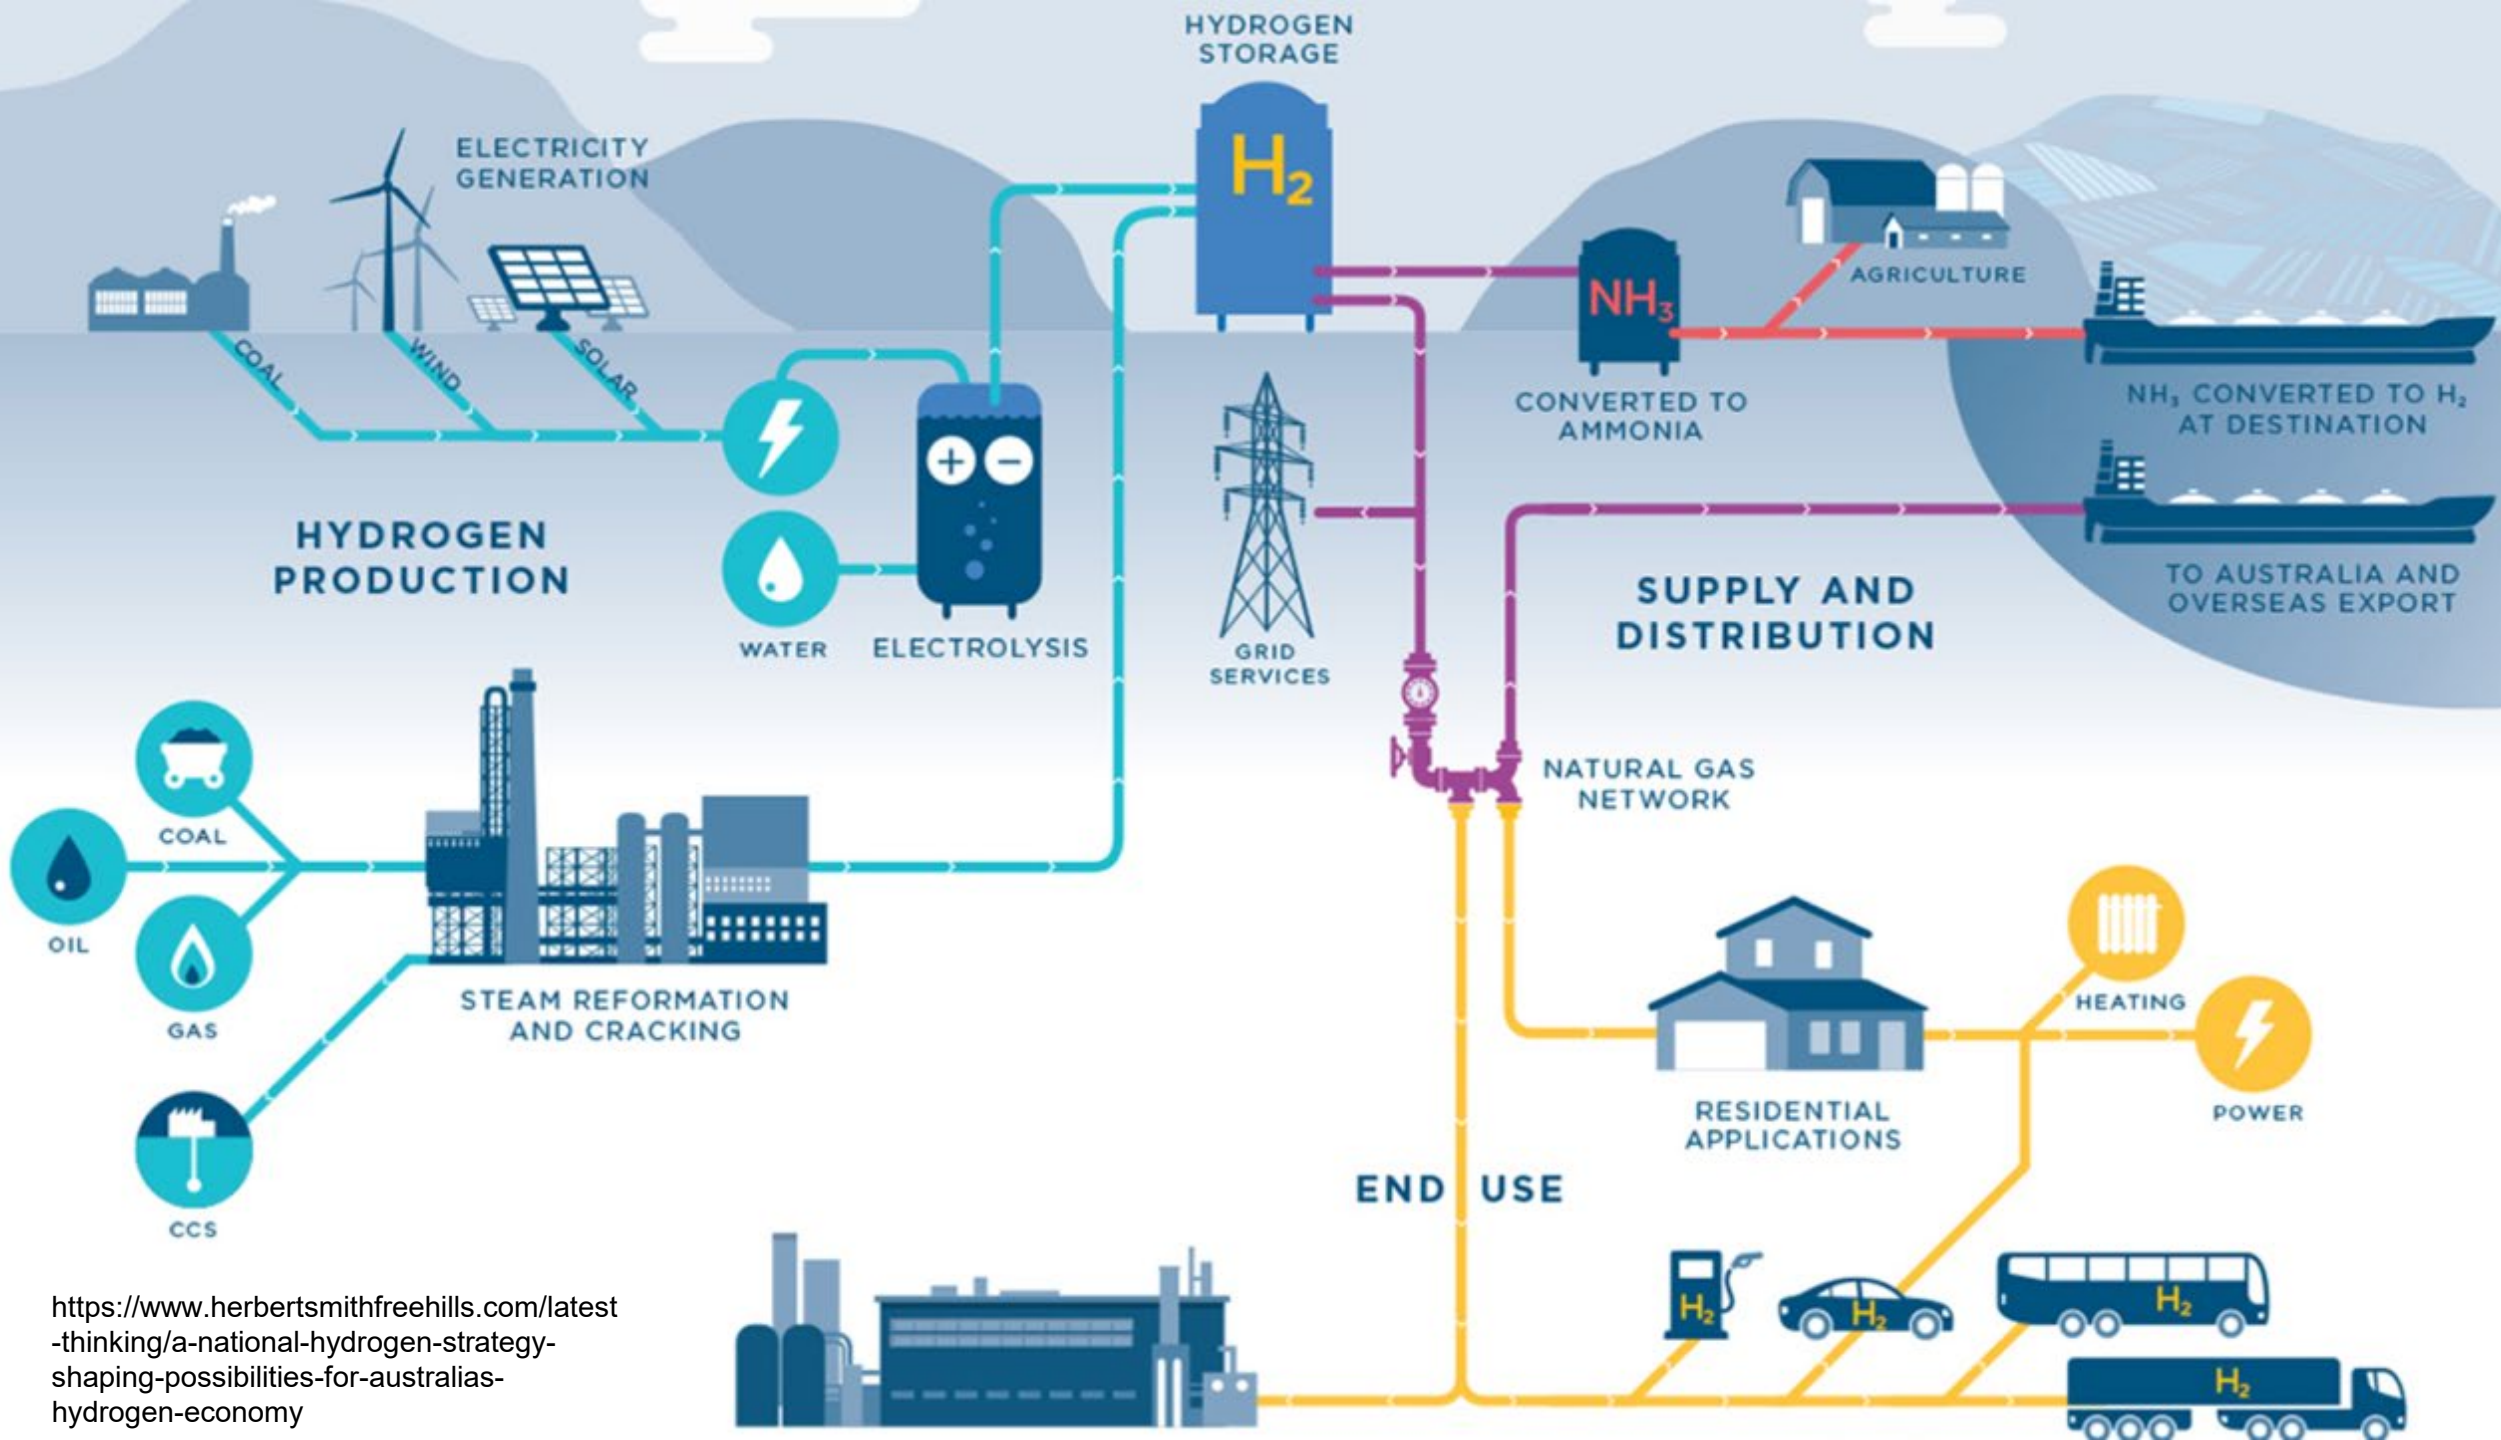 HYDROGEN
STORAGE
H₂
ELECTRICITY
GENERATION
COAL
WIND
SOLAR
HYDROGEN
PRODUCTION
WATER
ELECTROLYSIS
+
−
COAL
OIL
GAS
CCS
STEAM REFORMATION
AND CRACKING
NH₃
CONVERTED TO
AMMONIA
AGRICULTURE
NH₃ CONVERTED TO H₂
AT DESTINATION
TO AUSTRALIA AND
OVERSEAS EXPORT
GRID
SERVICES
SUPPLY AND
DISTRIBUTION
NATURAL GAS
NETWORK
RESIDENTIAL
APPLICATIONS
HEATING
POWER
END USE
H₂
H₂
H₂
H₂
https://www.herbertsmithfreehills.com/latest
-thinking/a-national-hydrogen-strategy-
shaping-possibilities-for-australias-
hydrogen-economy